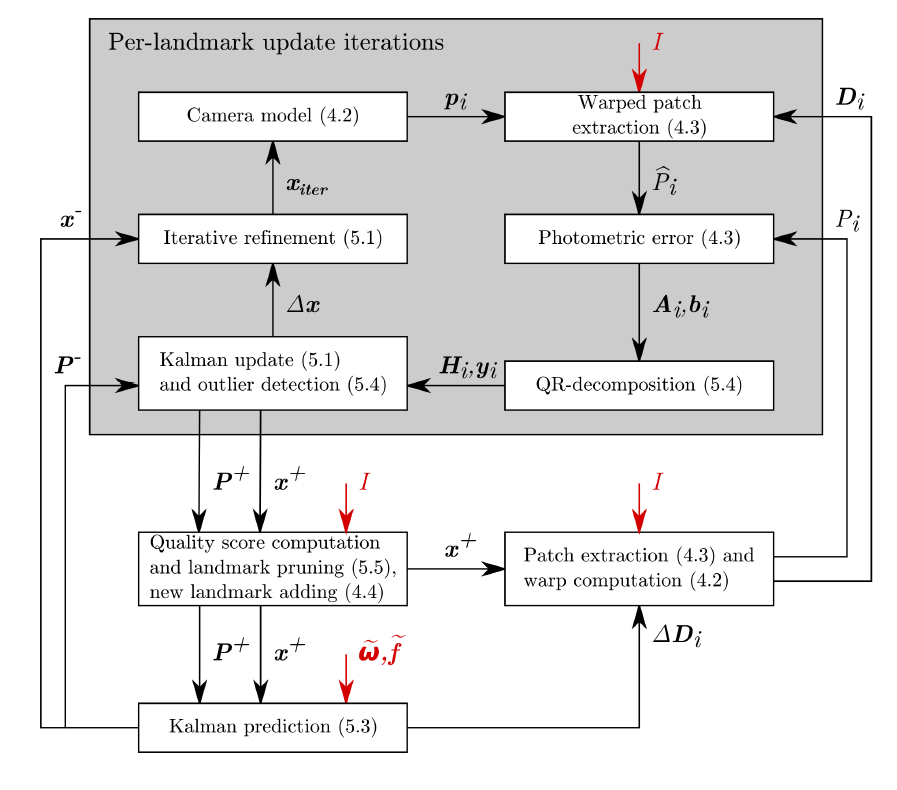 Per-landmark update iterations
I
Camera model (4.2)
p_i
Warped patch
extraction (4.3)
D_i
x_iter
P̂_i
x⁻
Iterative refinement (5.1)
Photometric error (4.3)
P_i
Δx
A_i,b_i
P⁻
Kalman update (5.1)
and outlier detection (5.4)
H_i,y_i
QR-decomposition (5.4)
P⁺
x⁺
I
I
Quality score computation
and landmark pruning (5.5),
new landmark adding (4.4)
x⁺
Patch extraction (4.3) and
warp computation (4.2)
P⁺
x⁺
ω̃,f̃
ΔD_i
Kalman prediction (5.3)